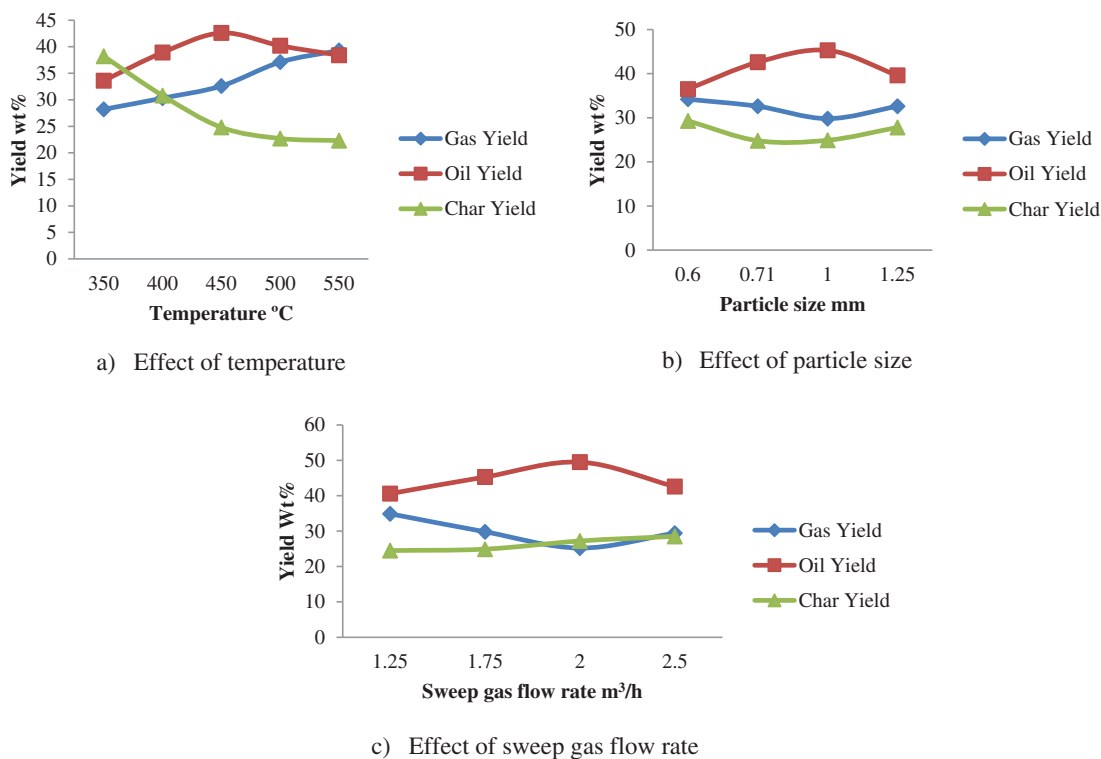 45
40
35
30
25
20
15
10
5
0
Yield wt%
350 400 450 500 550
Temperature ºC
Gas Yield
Oil Yield
Char Yield
a) Effect of temperature
50
40
30
20
10
0
Yield wt%
0.6 0.71 1 1.25
Particle size mm
Gas Yield
Oil Yield
Char Yield
b) Effect of particle size
60
50
40
30
20
10
0
Yield Wt%
1.25 1.75 2 2.5
Sweep gas flow rate m³/h
Gas Yield
Oil Yield
Char Yield
c) Effect of sweep gas flow rate